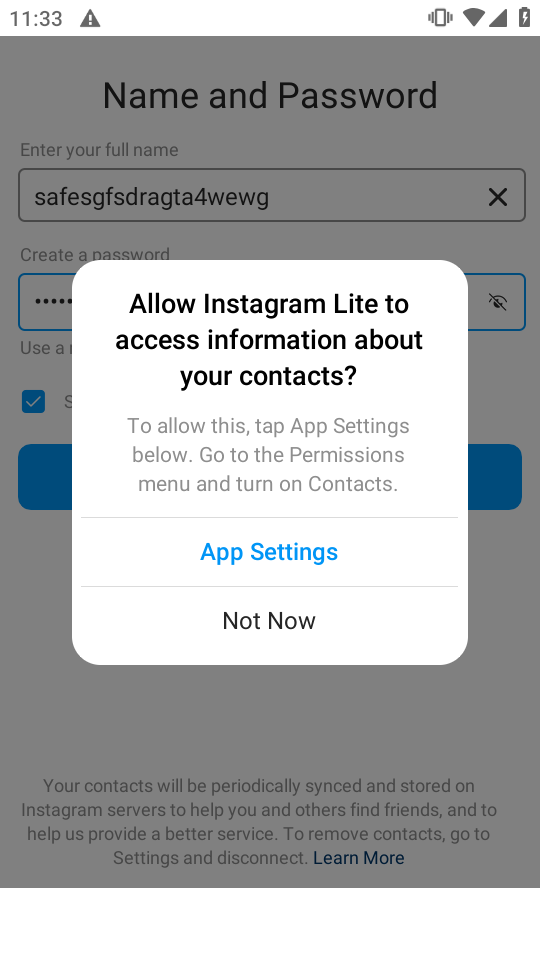 11:33
Name and Password
Enter your full name
safesgfsdragta4wewg
Create a password
Use a
Allow Instagram Lite to
access information about
your contacts?
To allow this, tap App Settings
below. Go to the Permissions
menu and turn on Contacts.
App Settings
Not Now
Your contacts will be periodically synced and stored on
Instagram servers to help you and others find friends, and to
help us provide a better service. To remove contacts, go to
Settings and disconnect. Learn More